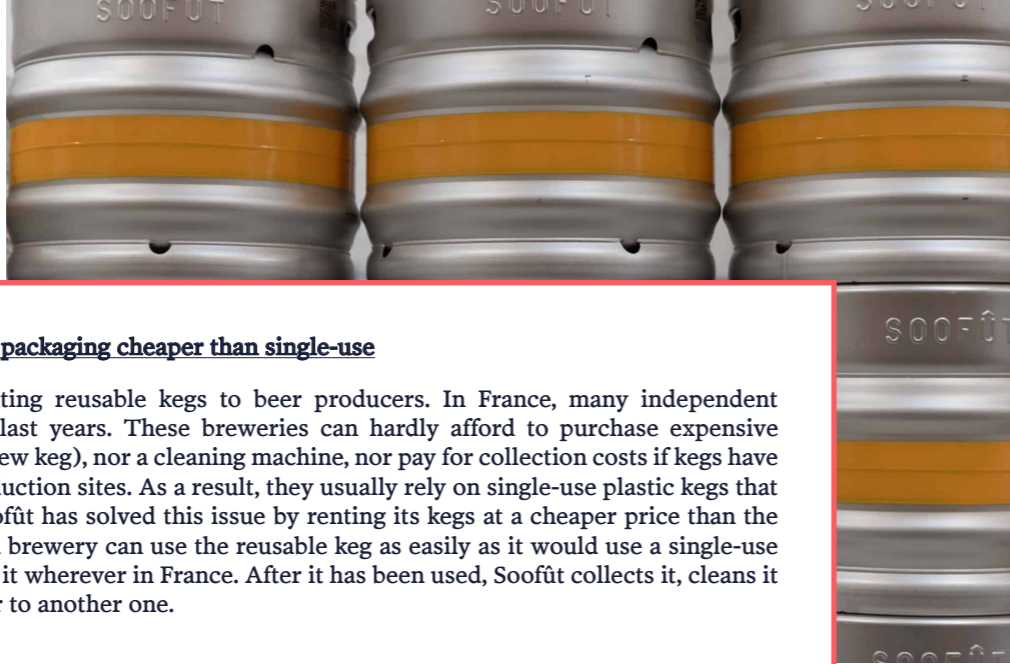 SOOFÛT SOOFÛT
packaging cheaper than single-use
ting reusable kegs to beer producers. In France, many independent
last years. These breweries can hardly afford to purchase expensive
ew keg), nor a cleaning machine, nor pay for collection costs if kegs have
uction sites. As a result, they usually rely on single-use plastic kegs that
ofût has solved this issue by renting its kegs at a cheaper price than the
brewery can use the reusable keg as easily as it would use a single-use
it wherever in France. After it has been used, Soofût collects it, cleans it
r to another one.
SOOFÛT